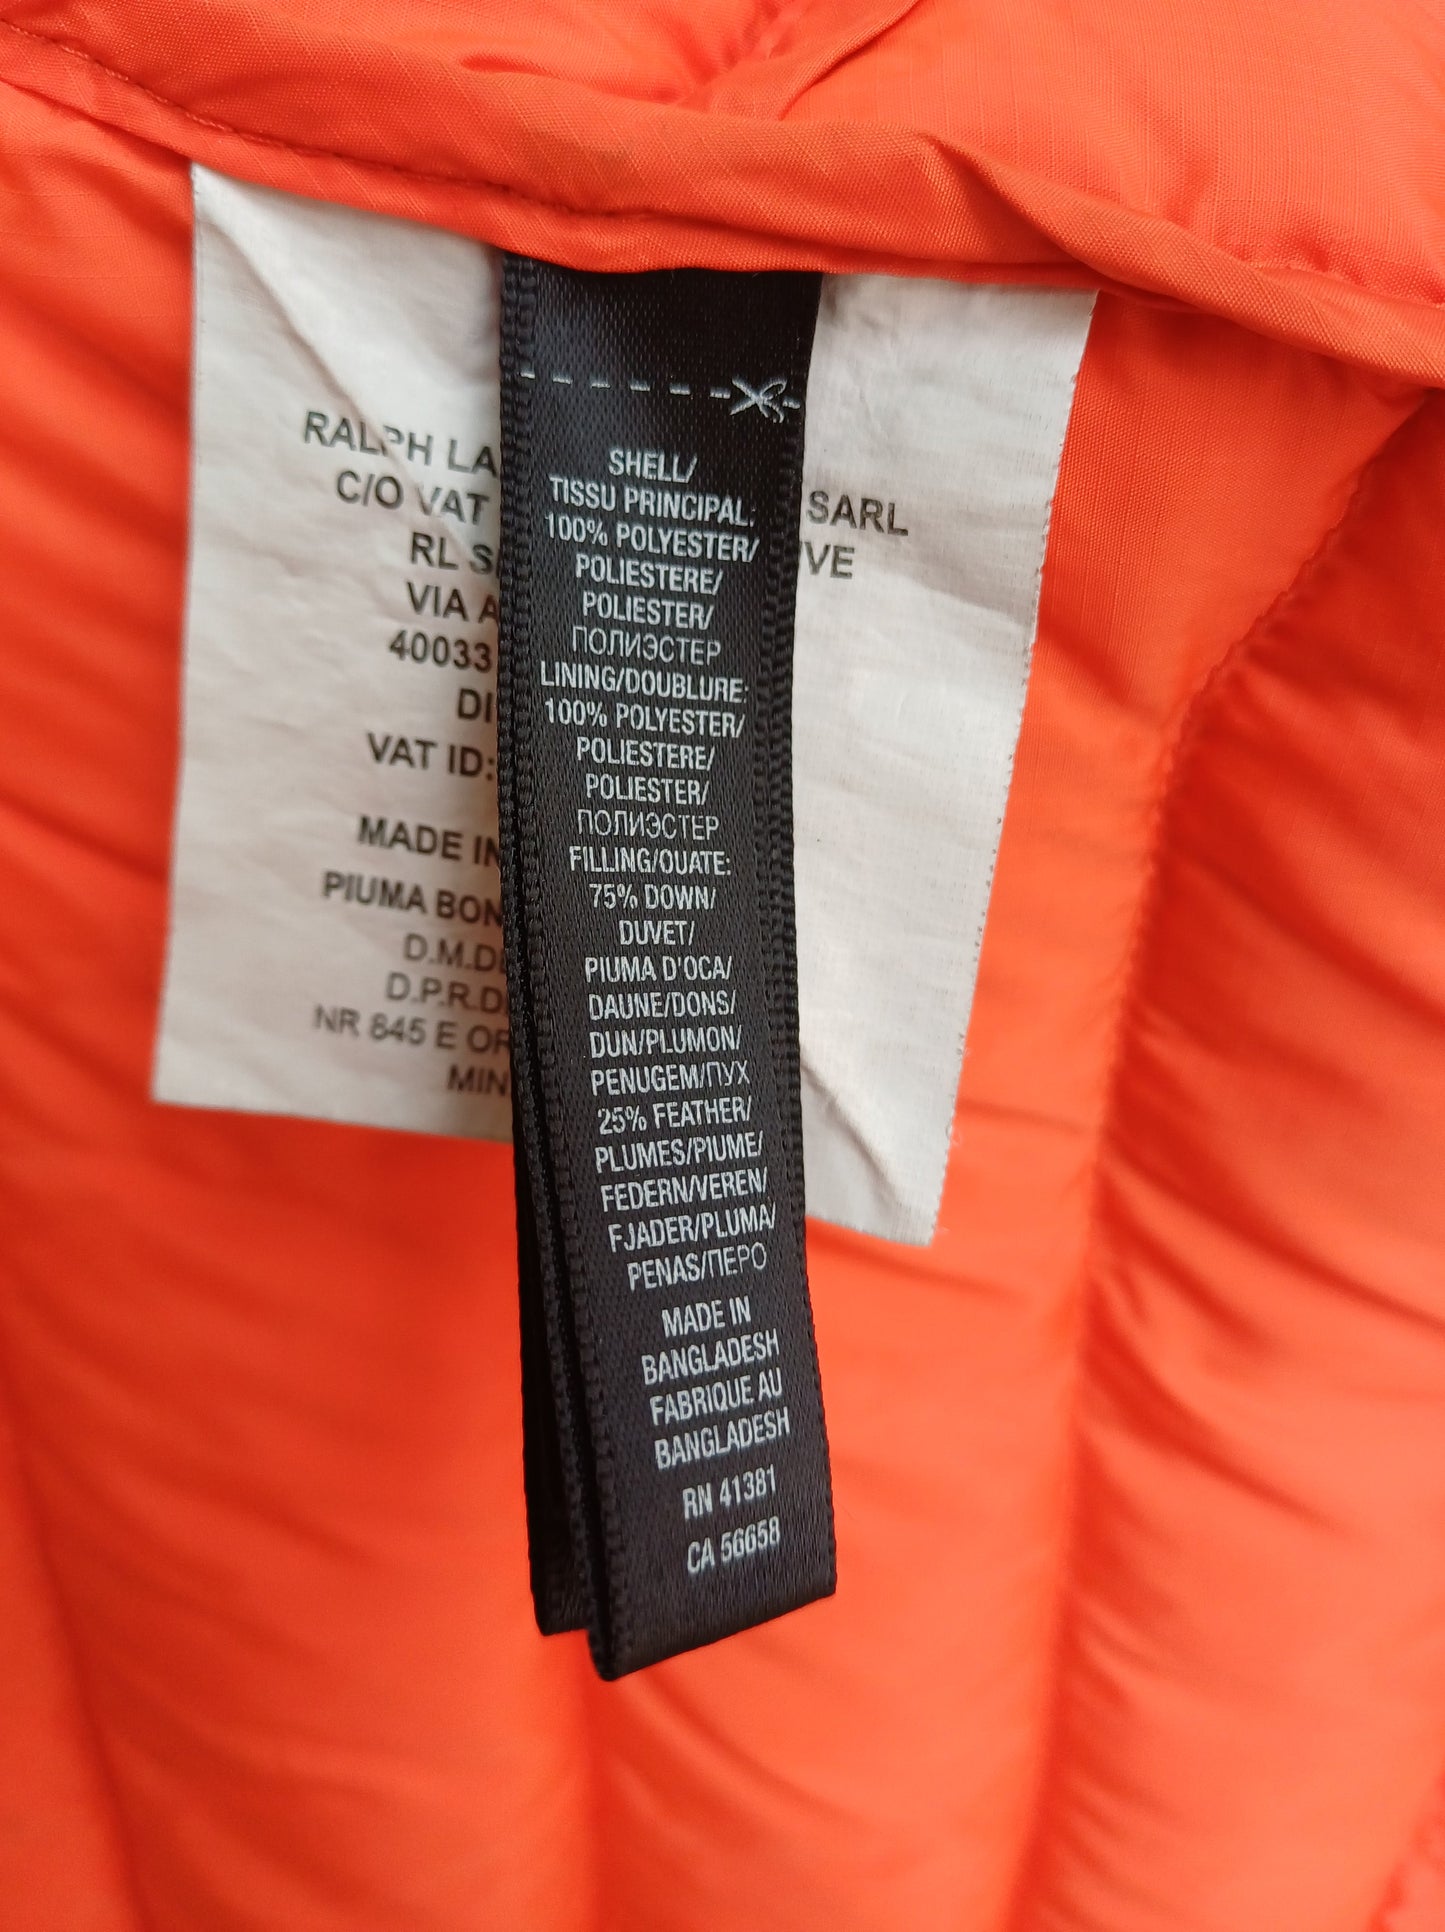 RALPH LA
C/O VAT SARL
RL S VE
VIA A
40033
DI
VAT ID:
MADE IN
PIUMA BON
D.M.D
D.P.R.D
NR 845 E OR
MIN
SHELL/
TISSU PRINCIPAL:
100% POLYESTER/
POLIESTERE/
POLIESTER/
ПОЛИЭСТЕР
LINING/DOUBLURE:
100% POLYESTER/
POLIESTERE/
POLIESTER/
ПОЛИЭСТЕР
FILLING/OUATE:
75% DOWN/
DUVET/
PIUMA D'OCA/
DAUNE/DONS/
DUN/PLUMON/
PENUGEM/ПУХ
25% FEATHER/
PLUMES/PIUME/
FEDERN/VEREN/
FJADER/PLUMA/
PENAS/ПЕРО
MADE IN
BANGLADESH
FABRIQUE AU
BANGLADESH
RN 41381
CA 56658